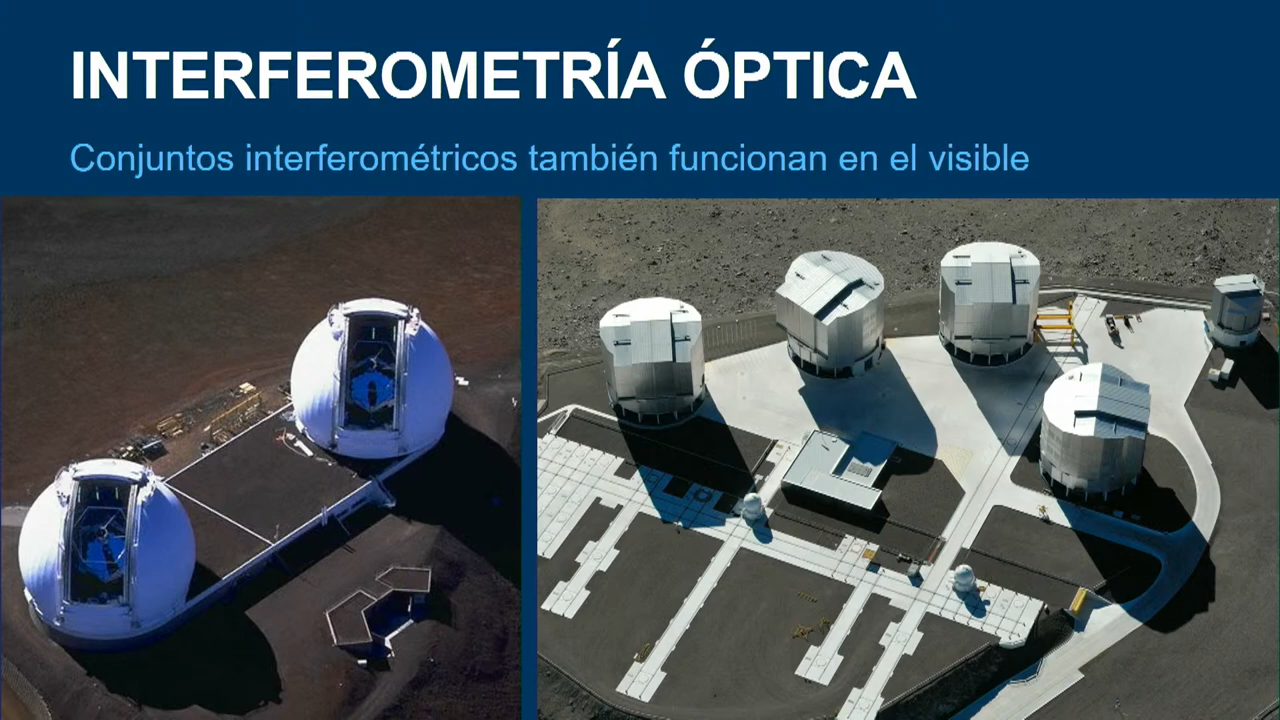 INTERFEROMETRÍA ÓPTICA
Conjuntos interferométricos también funcionan en el visible